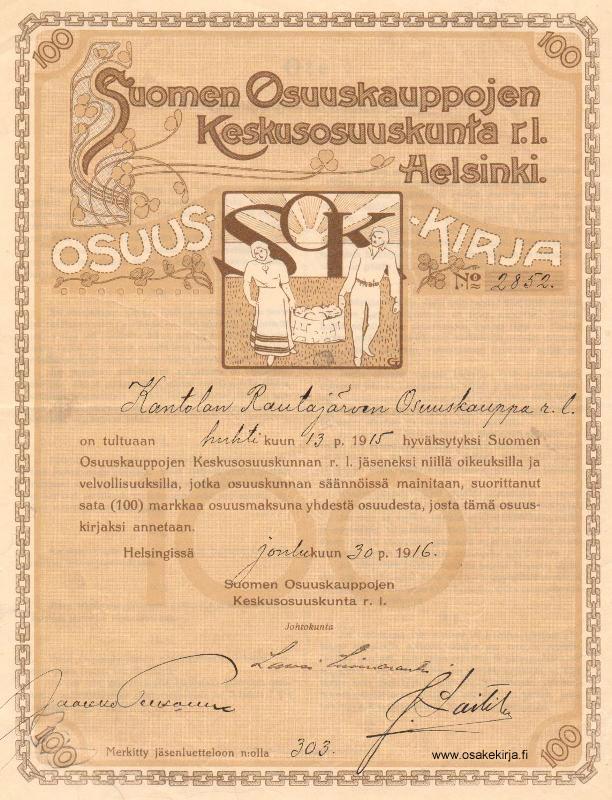 100 100
Suomen Osuuskauppojen
Keskusosuuskunta r.l.
Helsinki.
OSUUS- SOK -KIRJA
No 2852.
G
Kantolan Rautajärven Osuuskauppa r. l.
on tultuaan huhti kuun 13 p. 1915 hyväksytyksi Suomen
Osuuskauppojen Keskusosuuskunnan r. l. jäseneksi niillä oikeuksilla ja
velvollisuuksilla, jotka osuuskunnan säännöissä mainitaan, suorittanut
sata (100) markkaa osuusmaksuna yhdestä osuudesta, josta tämä osuus-
kirjaksi annetaan.
100
Helsingissä joulukuun 30 p. 1916.
Suomen Osuuskauppojen
Keskusosuuskunta r. l.
Johtokunta
100 Merkitty jäsenluetteloon n:olla 303. 100
www.osakekirja.fi